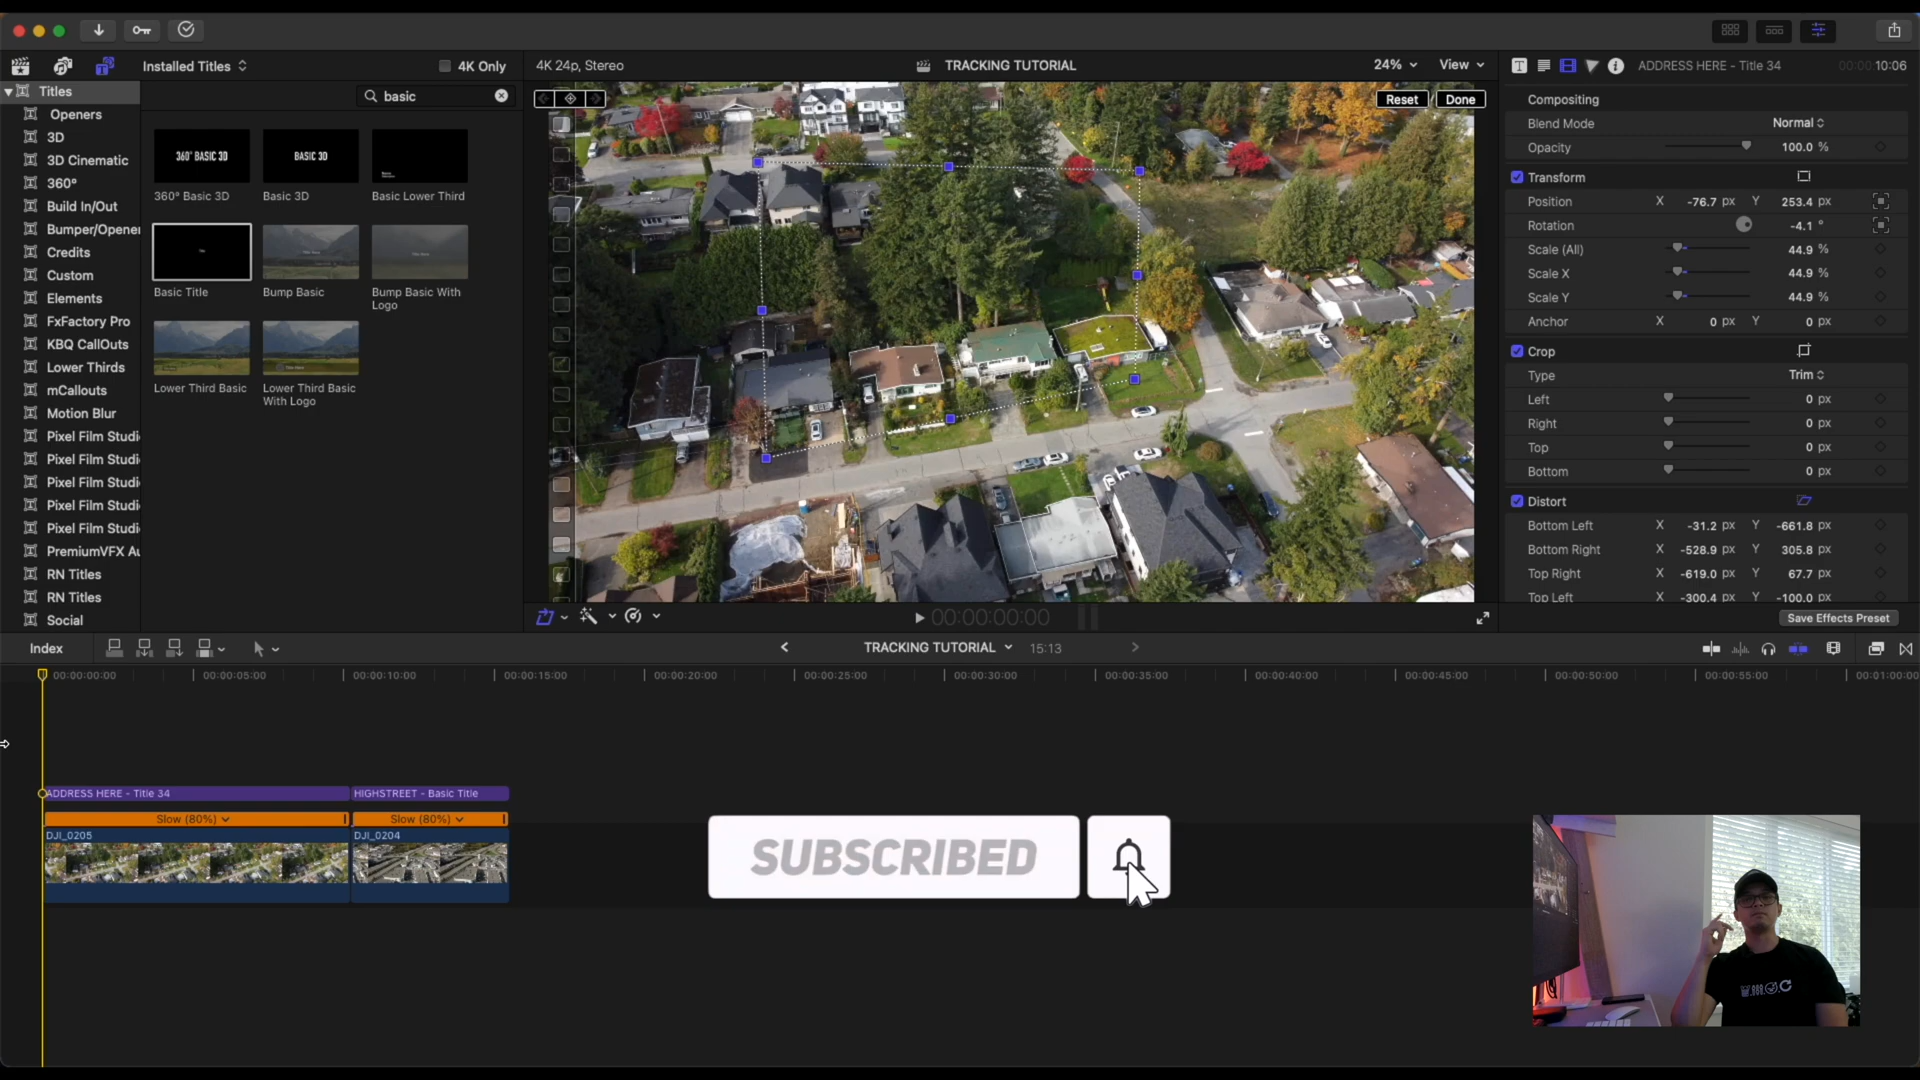 Installed Titles
4K Only
4K 24p, Stereo
TRACKING TUTORIAL
24%
View
ADDRESS HERE - Title 34
00:00:10:06
Titles
Openers
3D
3D Cinematic
360°
Build In/Out
Bumper/Opene
Credits
Custom
Elements
FxFactory Pro
KBQ CallOuts
Lower Thirds
mCallouts
Motion Blur
Pixel Film Studi
Pixel Film Studi
Pixel Film Studi
Pixel Film Studi
Pixel Film Studi
PremiumVFX Au
RN Titles
RN Titles
Social
basic
360° BASIC 3D
BASIC 3D
360° Basic 3D
Basic 3D
Basic Lower Third
Basic Title
Bump Basic
Bump Basic With
Logo
Lower Third Basic
Lower Third Basic
With Logo
Reset
Done
00:00:00:00
Compositing
Blend Mode
Normal
Opacity
100.0 %
Transform
Position X -76.7 px Y 253.4 px
Rotation -4.1 °
Scale (All) 44.9 %
Scale X 44.9 %
Scale Y 44.9 %
Anchor X 0 px Y 0 px
Crop
Type Trim
Left 0 px
Right 0 px
Top 0 px
Bottom 0 px
Distort
Bottom Left X -31.2 px Y -661.8 px
Bottom Right X -528.9 px Y 305.8 px
Top Right X -619.0 px Y 67.7 px
Top Left X -300.4 px Y -100.0 px
Save Effects Preset
Index
TRACKING TUTORIAL
15:13
00:00:00:00
00:00:05:00
00:00:10:00
00:00:15:00
00:00:20:00
00:00:25:00
00:00:30:00
00:00:35:00
00:00:40:00
00:00:45:00
00:00:50:00
00:00:55:00
00:01:00:00
ADDRESS HERE - Title 34
HIGHSTREET - Basic Title
Slow (80%)
Slow (80%)
DJI_0205
DJI_0204
SUBSCRIBED